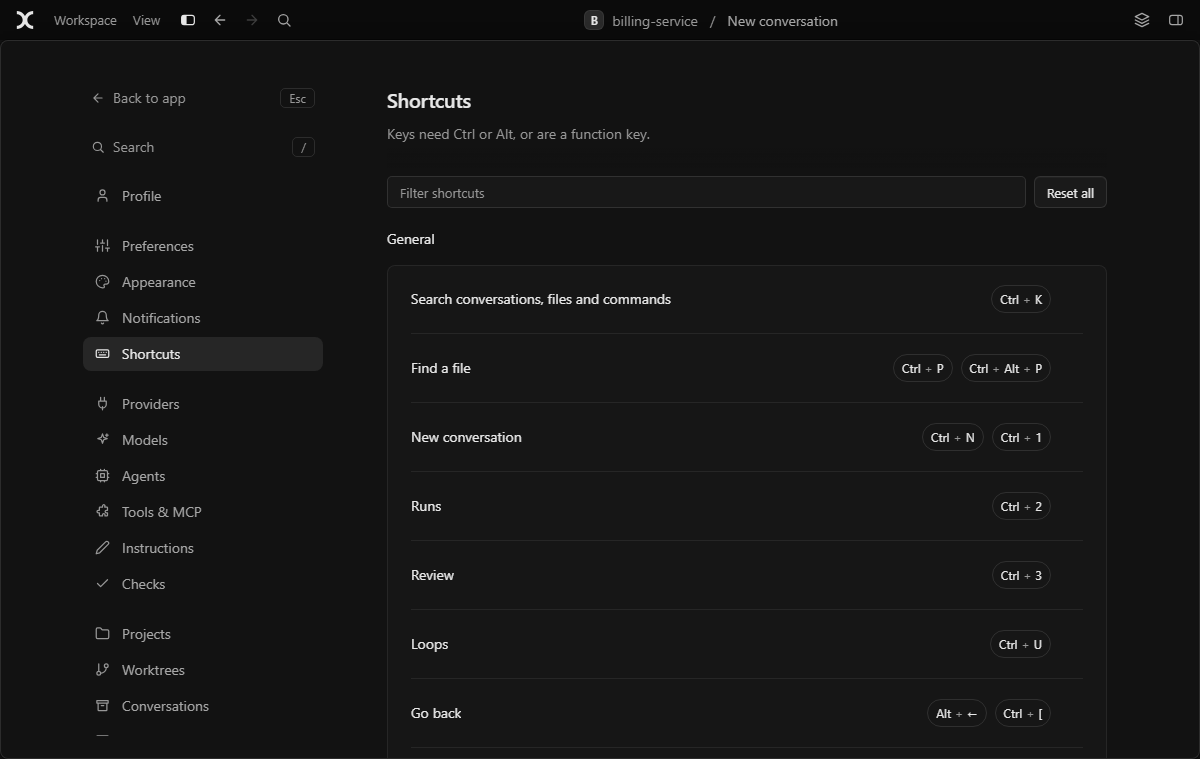 Workspace View
B billing-service / New conversation
Back to app Esc
Search /
Profile
Preferences
Appearance
Notifications
Shortcuts
Providers
Models
Agents
Tools & MCP
Instructions
Checks
Projects
Worktrees
Conversations
Shortcuts
Keys need Ctrl or Alt, or are a function key.
Filter shortcuts Reset all
General
Search conversations, files and commands Ctrl + K
Find a file Ctrl + P Ctrl + Alt + P
New conversation Ctrl + N Ctrl + 1
Runs Ctrl + 2
Review Ctrl + 3
Loops Ctrl + U
Go back Alt + ← Ctrl + [